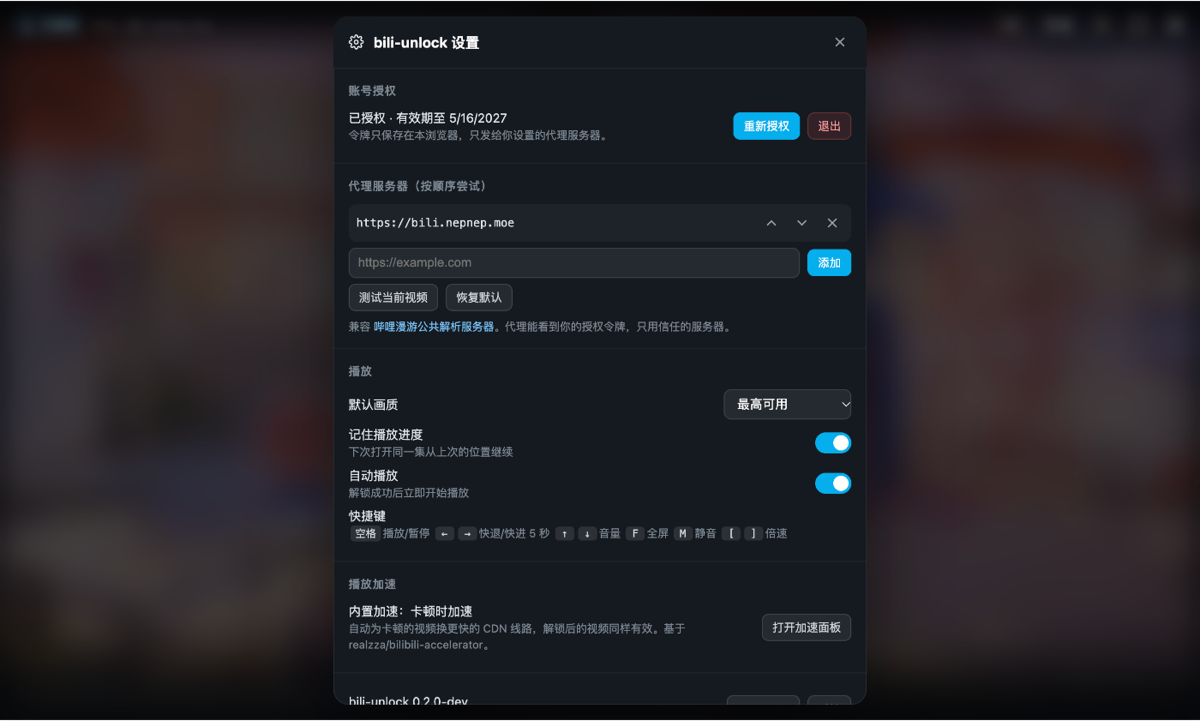 bili-unlock 设置
账号授权
已授权 · 有效期至 5/16/2027
令牌只保存在本浏览器，只发给你设置的代理服务器。
重新授权
退出
代理服务器（按顺序尝试）
https://bili.nepnep.moe
https://example.com
添加
测试当前视频
恢复默认
兼容 哔哩漫游公共解析服务器。代理能看到你的授权令牌，只用信任的服务器。
播放
默认画质
最高可用
记住播放进度
下次打开同一集从上次的位置继续
自动播放
解锁成功后立即开始播放
快捷键
空格 播放/暂停 ← → 快退/快进 5 秒 ↑ ↓ 音量 F 全屏 M 静音 [ ] 倍速
播放加速
内置加速：卡顿时加速
自动为卡顿的视频换更快的 CDN 线路，解锁后的视频同样有效。基于
realzza/bilibili-accelerator。
打开加速面板
bili-unlock 0.2.0-dev